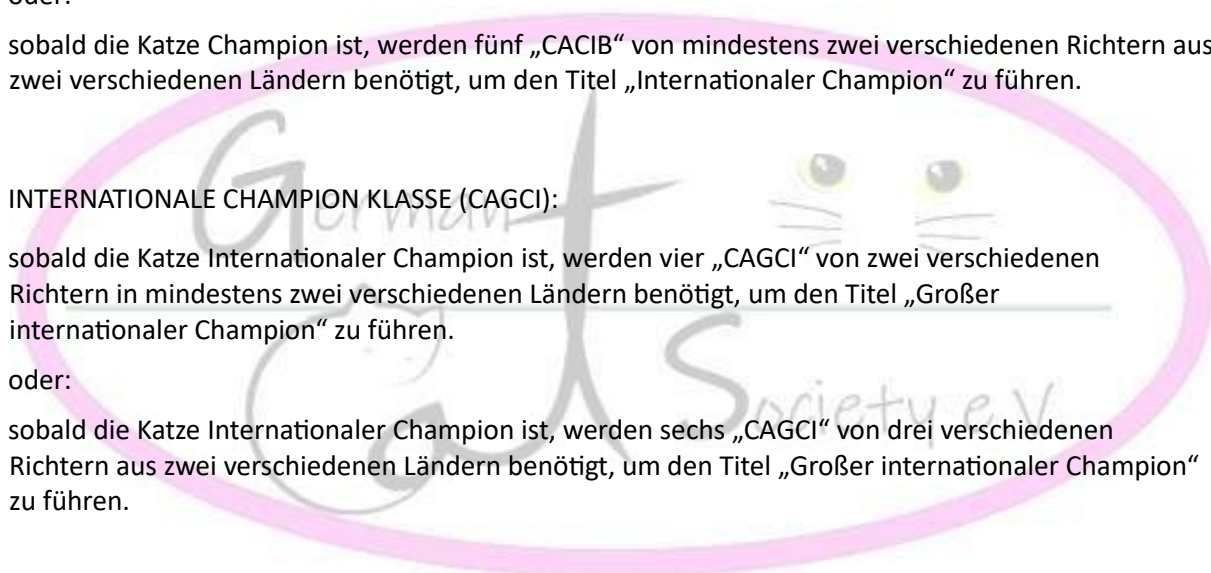 oder:
sobald die Katze Champion ist, werden fünf „CACIB“ von mindestens zwei verschiedenen Richtern aus
zwei verschiedenen Ländern benötigt, um den Titel „Internationaler Champion“ zu führen.
INTERNATIONALE CHAMPION KLASSE (CAGCI):
sobald die Katze Internationaler Champion ist, werden vier „CAGCI“ von zwei verschiedenen
Richtern in mindestens zwei verschiedenen Ländern benötigt, um den Titel „Großer
internationaler Champion“ zu führen.
oder:
sobald die Katze Internationaler Champion ist, werden sechs „CAGCI“ von drei verschiedenen
Richtern aus zwei verschiedenen Ländern benötigt, um den Titel „Großer internationaler Champion“
zu führen.
German
Cat
Society e.V.